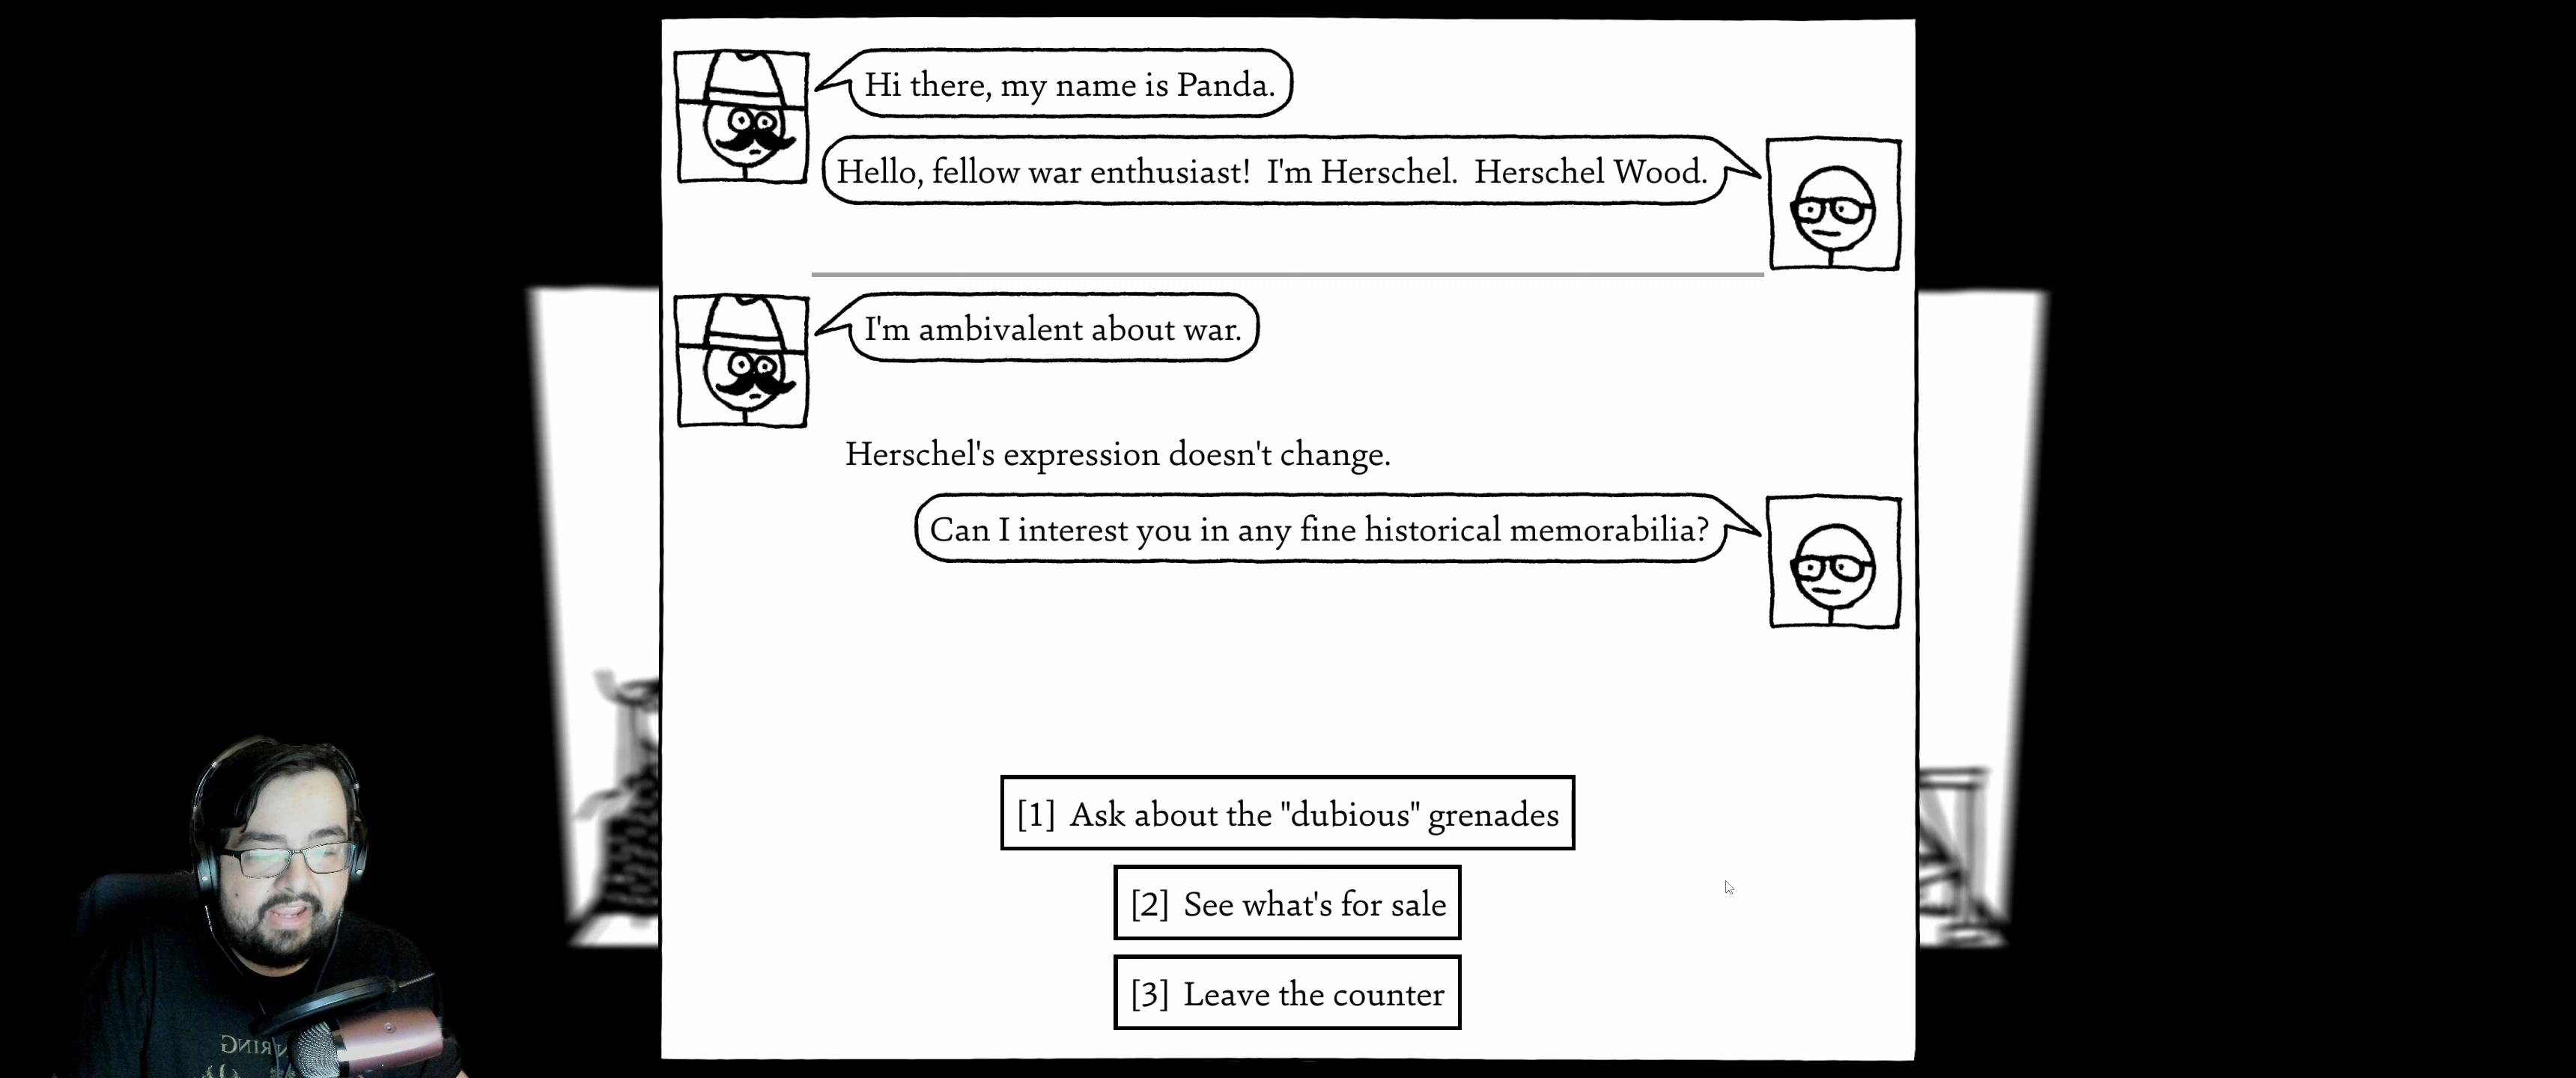 Hi there, my name is Panda.
Hello, fellow war enthusiast!  I'm Herschel.  Herschel Wood.
I'm ambivalent about war.
Herschel's expression doesn't change.
Can I interest you in any fine historical memorabilia?
[1]  Ask about the "dubious" grenades
[2]  See what's for sale
[3]  Leave the counter